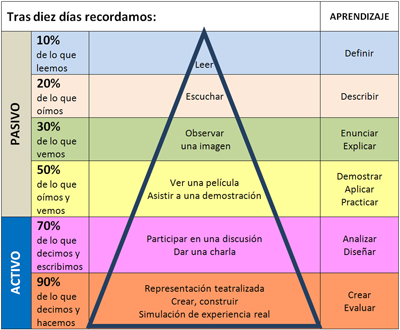 Tras diez días recordamos:
APRENDIZAJE
PASIVO
10%
de lo que
leemos
Leer
Definir
20%
de lo que
oímos
Escuchar
Describir
30%
de lo que
vemos
Observar
una imagen
Enunciar
Explicar
50%
de lo que
oímos y
vemos
Ver una película
Asistir a una demostración
Demostrar
Aplicar
Practicar
ACTIVO
70%
de lo que
decimos y
escribimos
Participar en una discusión
Dar una charla
Analizar
Diseñar
90%
de lo que
decimos y
hacemos
Representación teatralizada
Crear, construir
Simulación de experiencia real
Crear
Evaluar